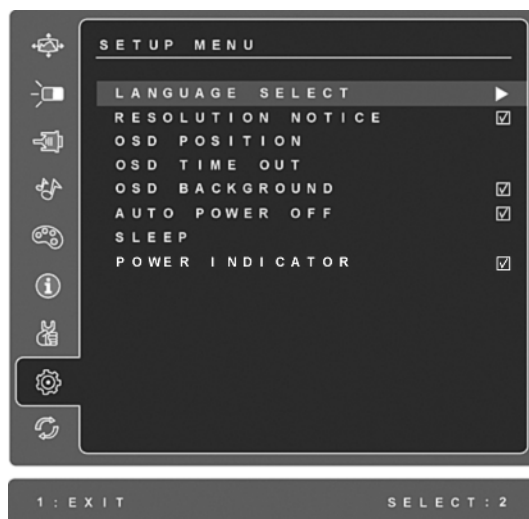 SETUP MENU
LANGUAGE SELECT
RESOLUTION NOTICE
OSD POSITION
OSD TIME OUT
OSD BACKGROUND
AUTO POWER OFF
SLEEP
POWER INDICATOR
1:EXIT SELECT:2